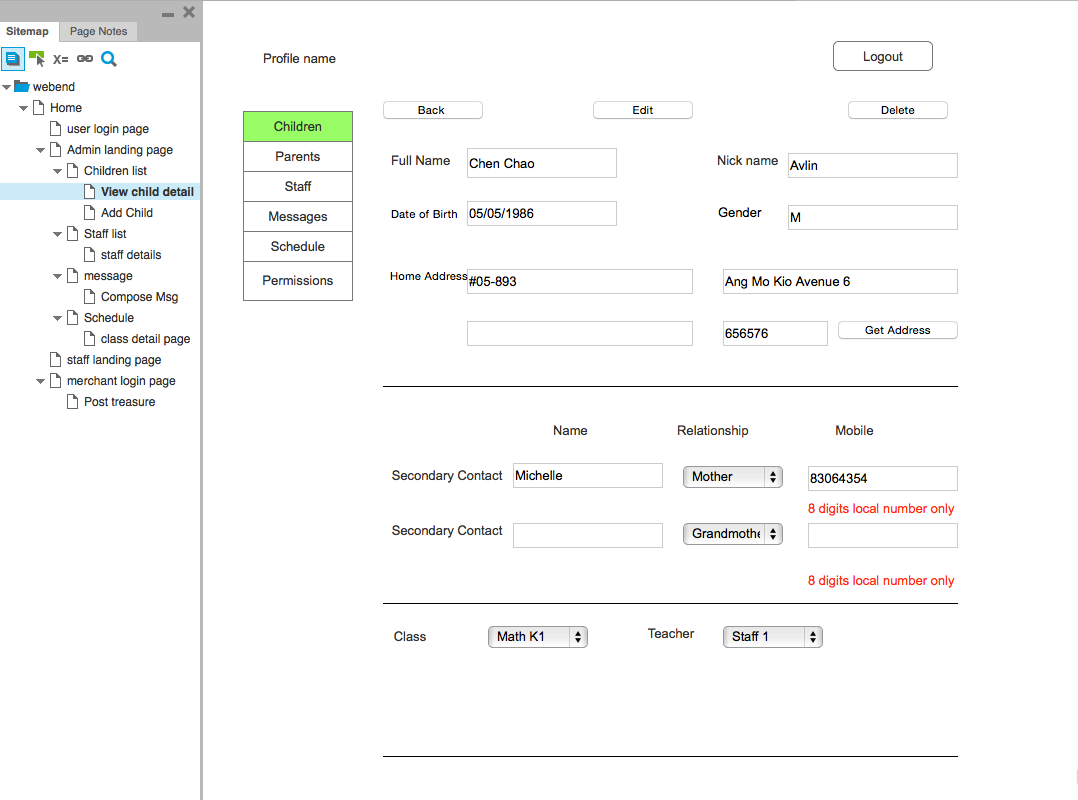 Sitemap
Page Notes
X=
webend
Home
user login page
Admin landing page
Children list
View child detail
Add Child
Staff list
staff details
message
Compose Msg
Schedule
class detail page
staff landing page
merchant login page
Post treasure
Profile name
Logout
Children
Parents
Staff
Messages
Schedule
Permissions
Back
Edit
Delete
Full Name
Chen Chao
Nick name
Avlin
Date of Birth
05/05/1986
Gender
M
Home Address
#05-893
Ang Mo Kio Avenue 6
656576
Get Address
Name
Relationship
Mobile
Secondary Contact
Michelle
Mother
83064354
8 digits local number only
Secondary Contact
Grandmothe
8 digits local number only
Class
Math K1
Teacher
Staff 1